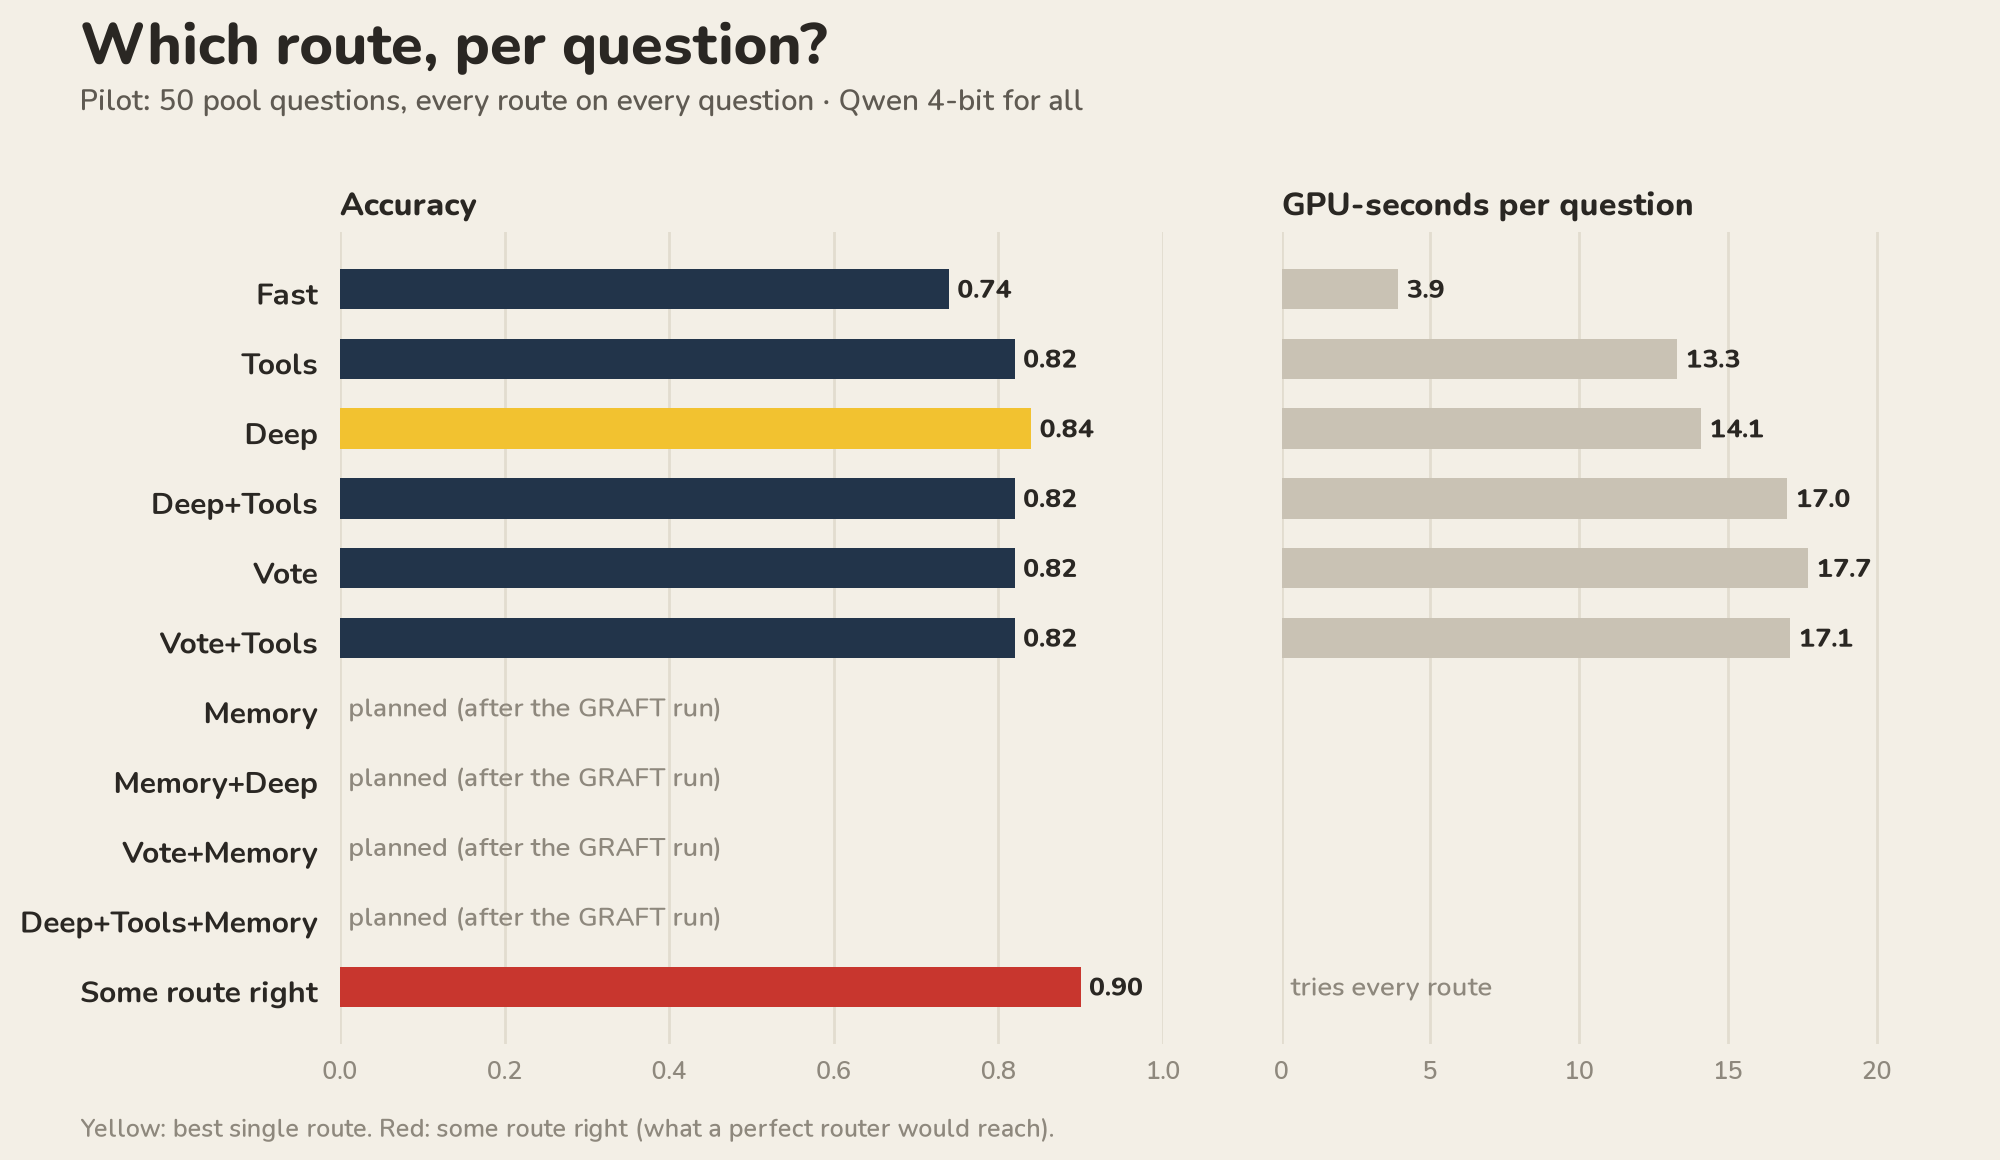 Which route, per question?
Pilot: 50 pool questions, every route on every question · Qwen 4-bit for all
Accuracy
GPU-seconds per question
Fast 0.74 3.9
Tools 0.82 13.3
Deep 0.84 14.1
Deep+Tools 0.82 17.0
Vote 0.82 17.7
Vote+Tools 0.82 17.1
Memory planned (after the GRAFT run)
Memory+Deep planned (after the GRAFT run)
Vote+Memory planned (after the GRAFT run)
Deep+Tools+Memory planned (after the GRAFT run)
Some route right 0.90 tries every route
0.0 0.2 0.4 0.6 0.8 1.0 0 5 10 15 20
Yellow: best single route. Red: some route right (what a perfect router would reach).